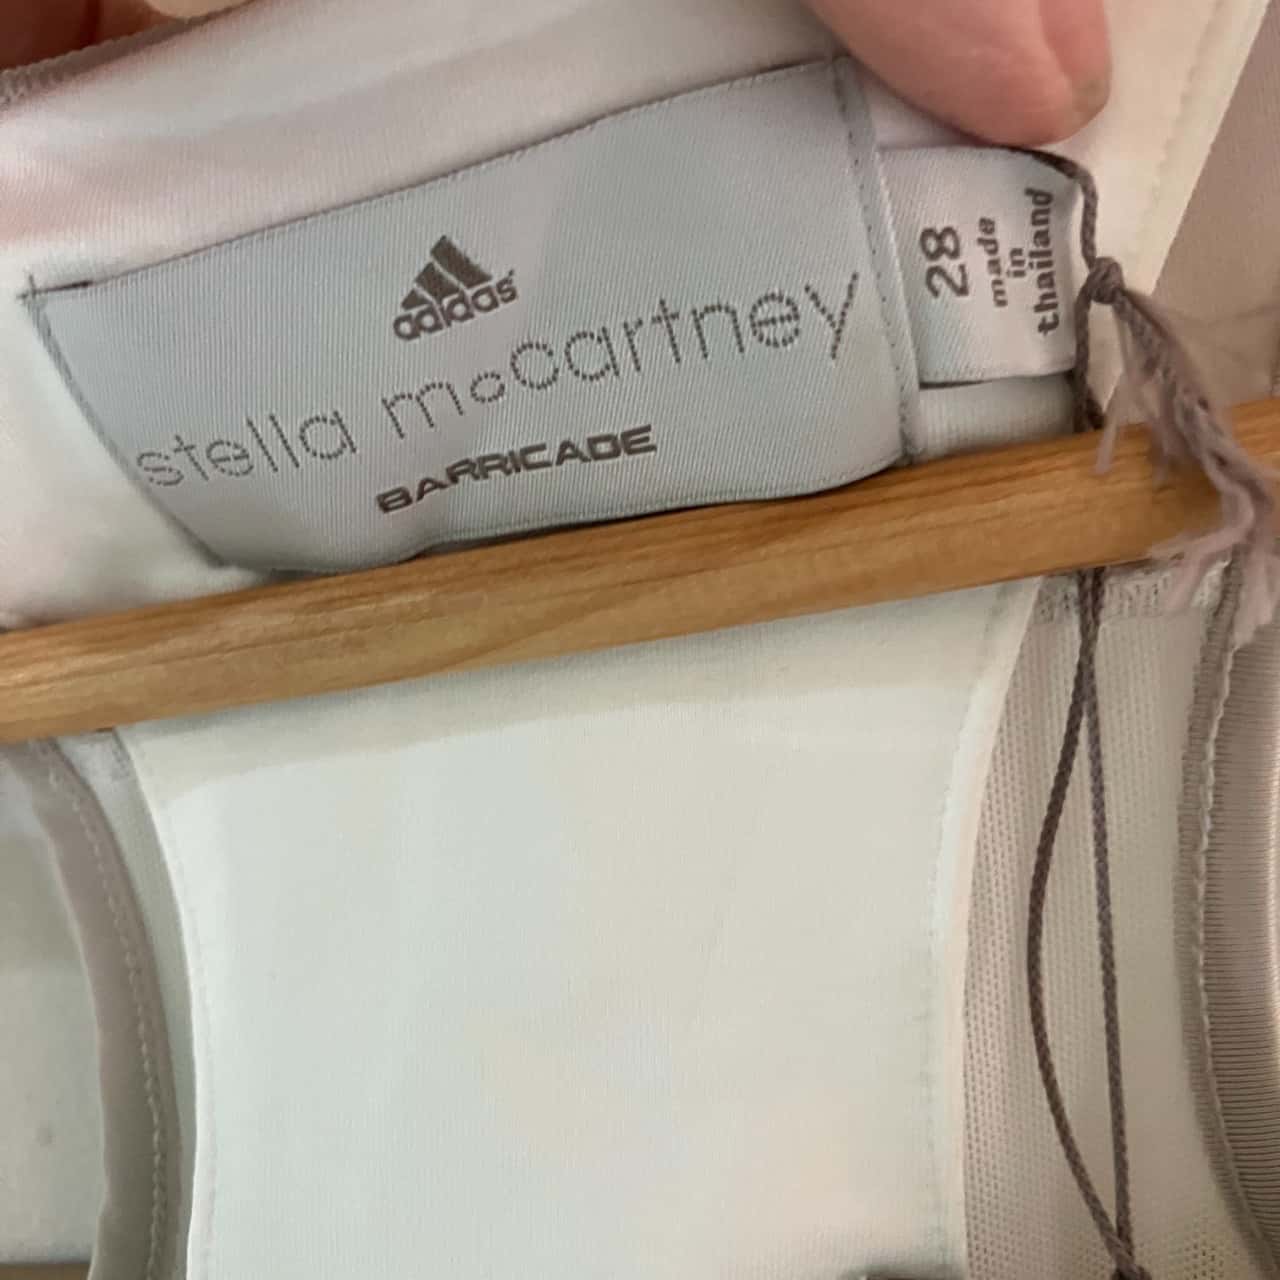 adidas
stella mccartney
BARRICADE
28
made
in
thailand